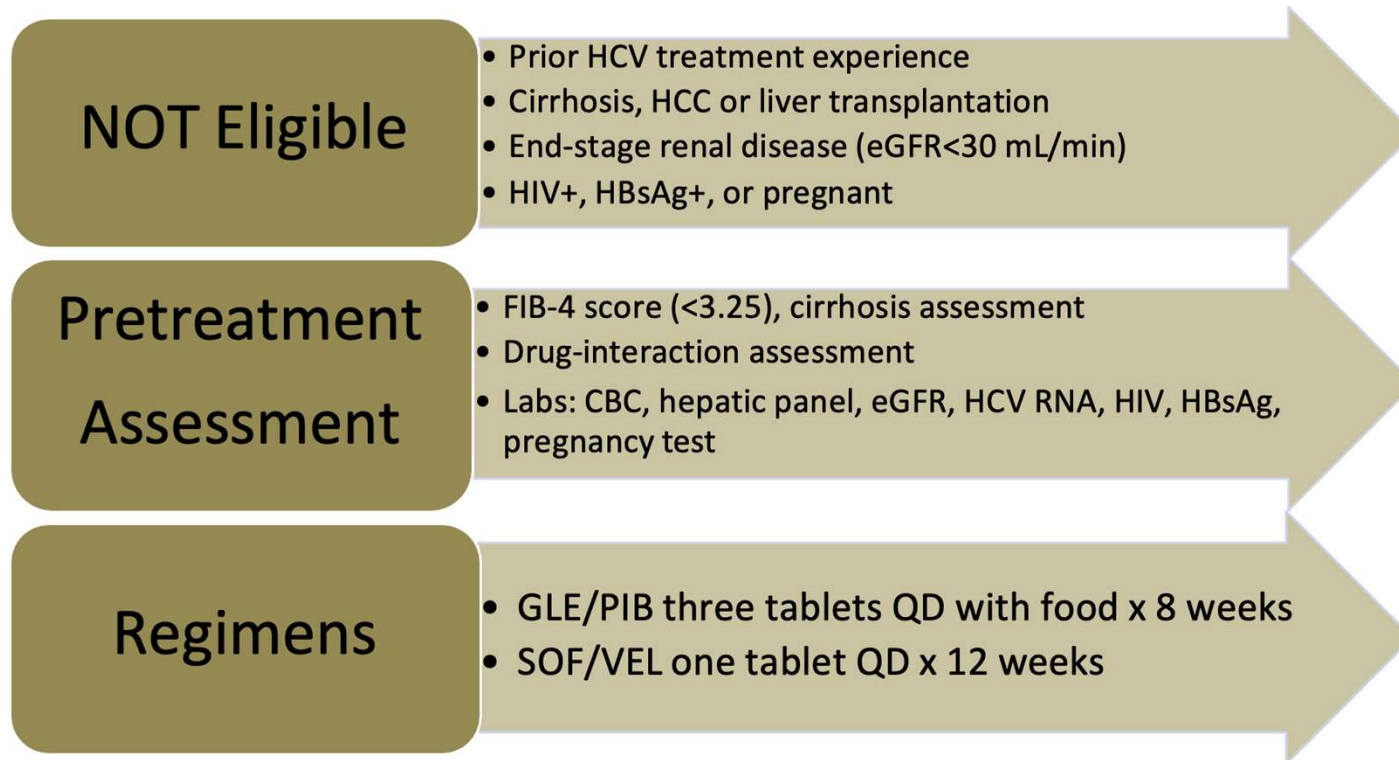 NOT Eligible
• Prior HCV treatment experience
• Cirrhosis, HCC or liver transplantation
• End-stage renal disease (eGFR<30 mL/min)
• HIV+, HBsAg+, or pregnant
Pretreatment
Assessment
• FIB-4 score (<3.25), cirrhosis assessment
• Drug-interaction assessment
• Labs: CBC, hepatic panel, eGFR, HCV RNA, HIV, HBsAg,
pregnancy test
Regimens
• GLE/PIB three tablets QD with food x 8 weeks
• SOF/VEL one tablet QD x 12 weeks